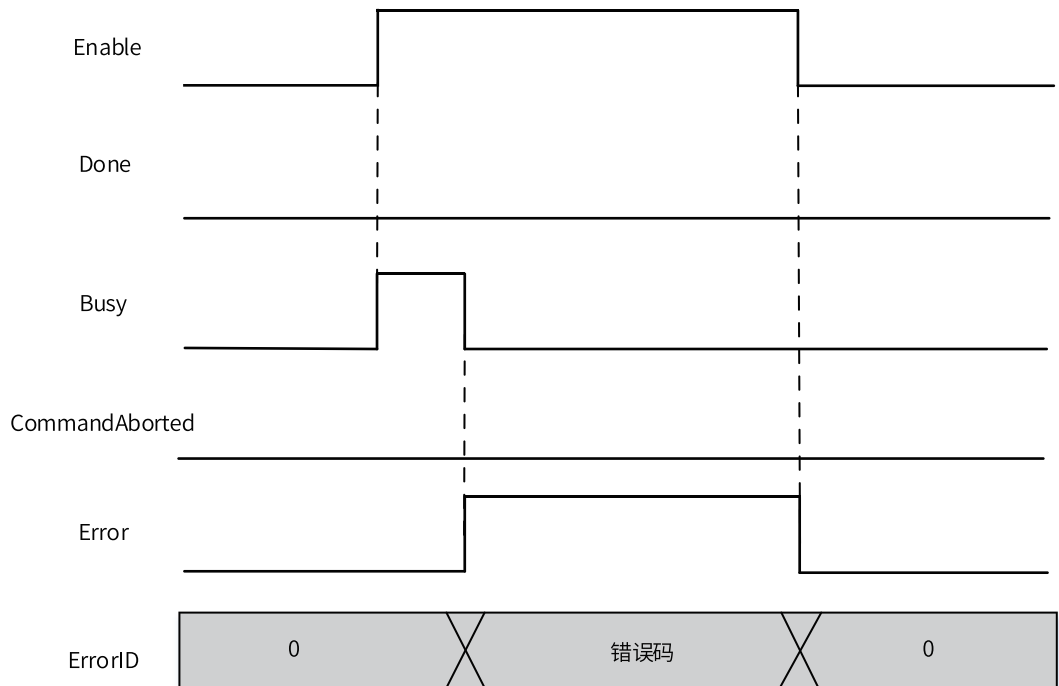 Enable
Done
Busy
CommandAborted
Error
ErrorID
0
错误码
0